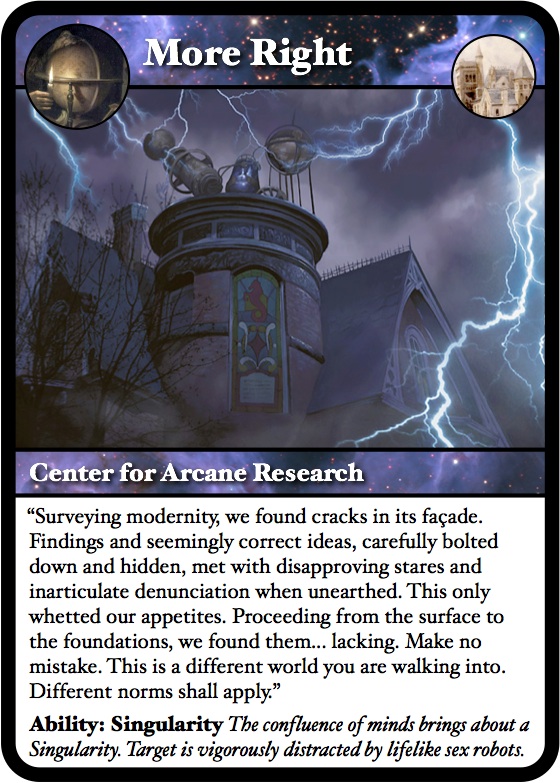 More Right
Center for Arcane Research
“Surveying modernity, we found cracks in its façade.
Findings and seemingly correct ideas, carefully bolted
down and hidden, met with disapproving stares and
inarticulate denunciation when unearthed. This only
whetted our appetites. Proceeding from the surface to
the foundations, we found them... lacking. Make no
mistake. This is a different world you are walking into.
Different norms shall apply.”
Ability: Singularity The confluence of minds brings about a
Singularity. Target is vigorously distracted by lifelike sex robots.